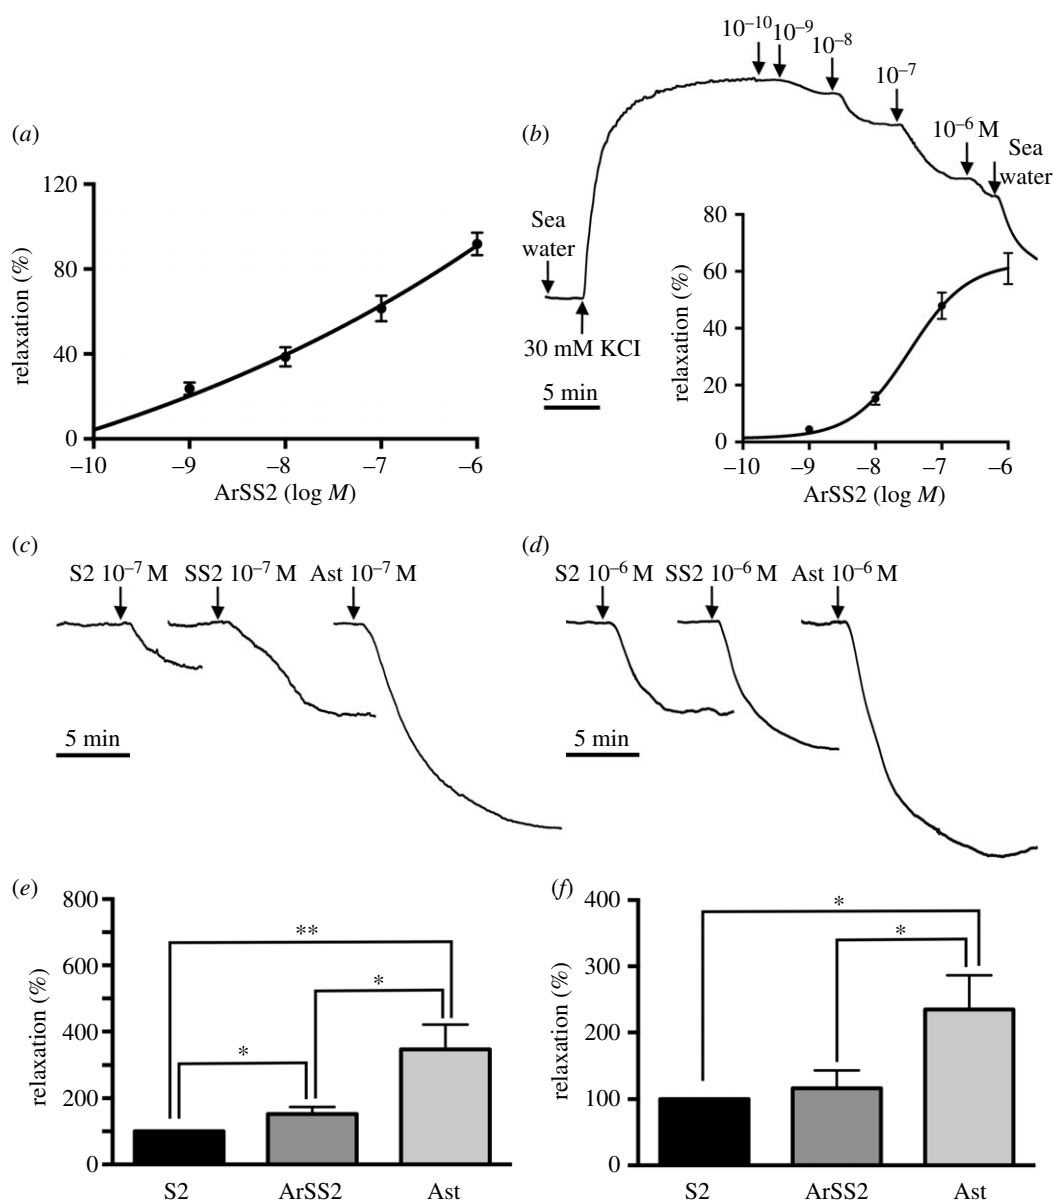 (a)
120
80
40
0
relaxation (%)
–10 –9 –8 –7 –6
ArSS2 (log M)
(b)
10–10 10–9
10–8
10–7
10–6 M
Sea
water
Sea
water
30 mM KCI
5 min
80
60
40
20
0
relaxation (%)
–10 –9 –8 –7 –6
ArSS2 (log M)
(c)
S2 10–7 M SS2 10–7 M Ast 10–7 M
5 min
(d)
S2 10–6 M SS2 10–6 M Ast 10–6 M
5 min
(e)
800
600
400
200
0
relaxation (%)
**
*
*
S2 ArSS2 Ast
(f)
400
300
200
100
0
relaxation (%)
*
*
S2 ArSS2 Ast